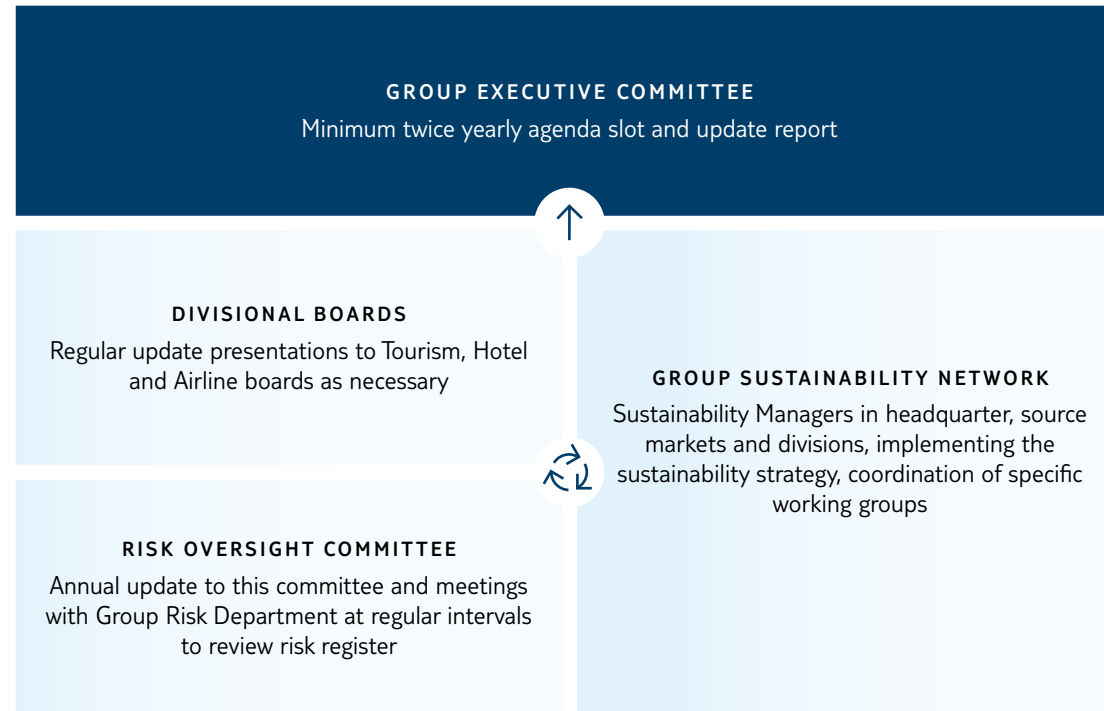 GROUP EXECUTIVE COMMITTEE
Minimum twice yearly agenda slot and update report
DIVISIONAL BOARDS
Regular update presentations to Tourism, Hotel
and Airline boards as necessary
RISK OVERSIGHT COMMITTEE
Annual update to this committee and meetings
with Group Risk Department at regular intervals
to review risk register
GROUP SUSTAINABILITY NETWORK
Sustainability Managers in headquarter, source
markets and divisions, implementing the
sustainability strategy, coordination of specific
working groups